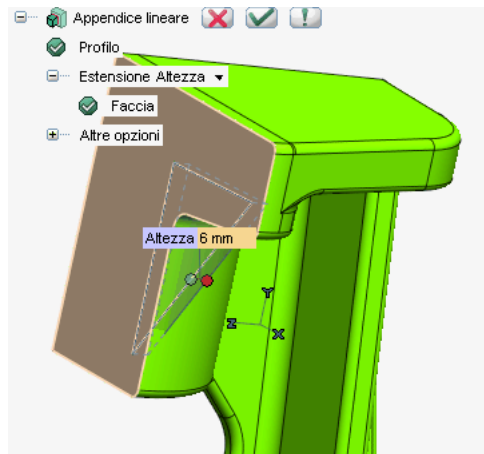 Appendice lineare
Profilo
Estensione Altezza
Faccia
Altre opzioni
Altezza 6 mm
Y
Z
X